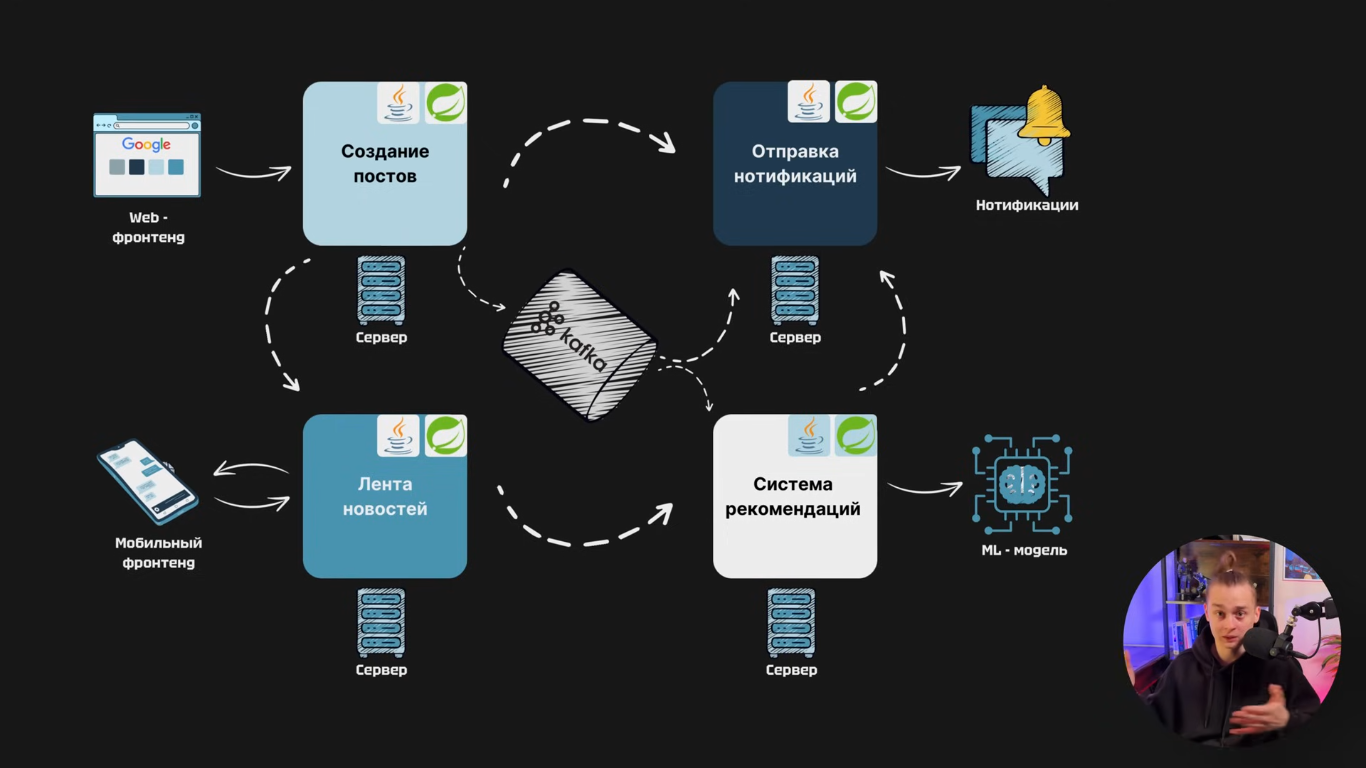 Google
Web -
фронтенд
Создание
постов
Сервер
Отправка
нотификаций
Сервер
Нотификации
kafka
Мобильный
фронтенд
Лента
новостей
Сервер
Система
рекомендаций
Сервер
ML - модель